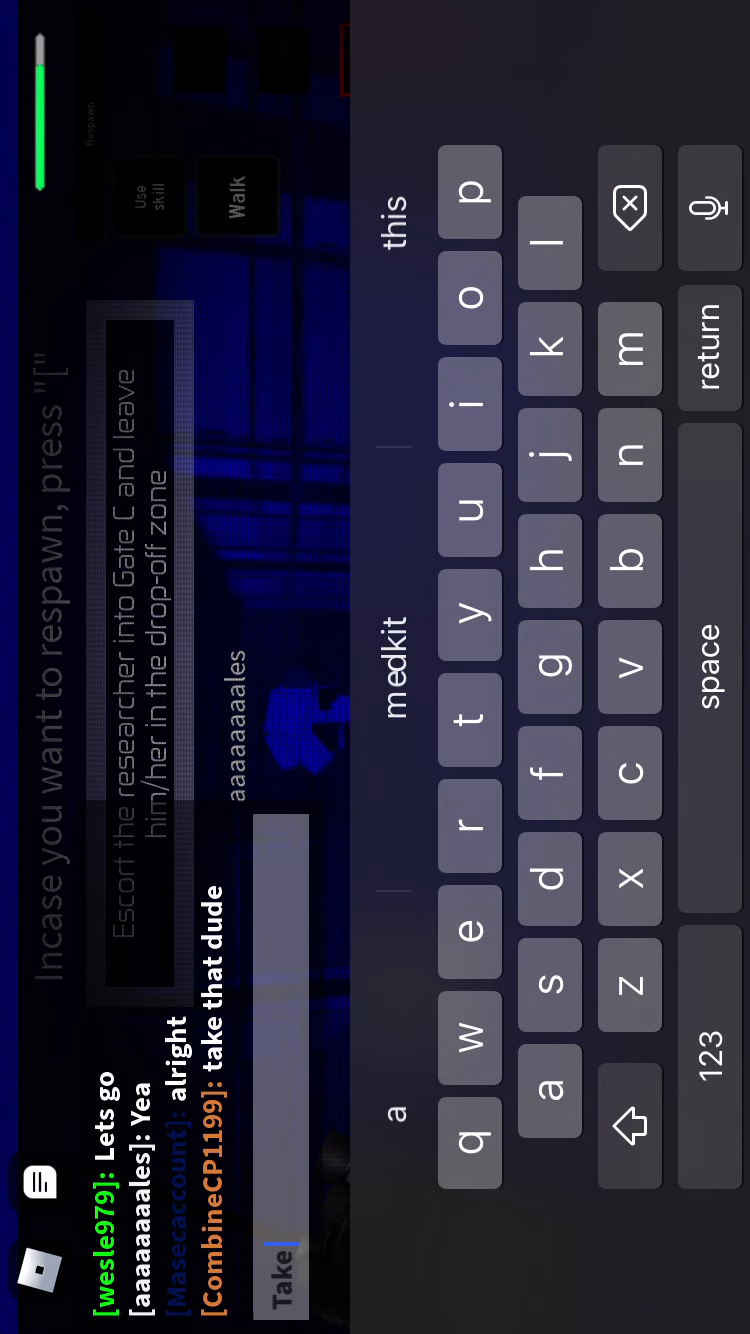 Incase you want to respawn, press "["
Respawn
Escort the researcher into Gate C and leave
him/her in the drop-off zone
Use
skill
Walk
[wesle979]: Lets go
[aaaaaaaaales]: Yea
[Masecaccount]: alright
[CombineCP1199]: take that dude
aaaaaaaaales
Take
a medkit this
q w e r t y u i o p
a s d f g h j k l
z x c v b n m
123 space return